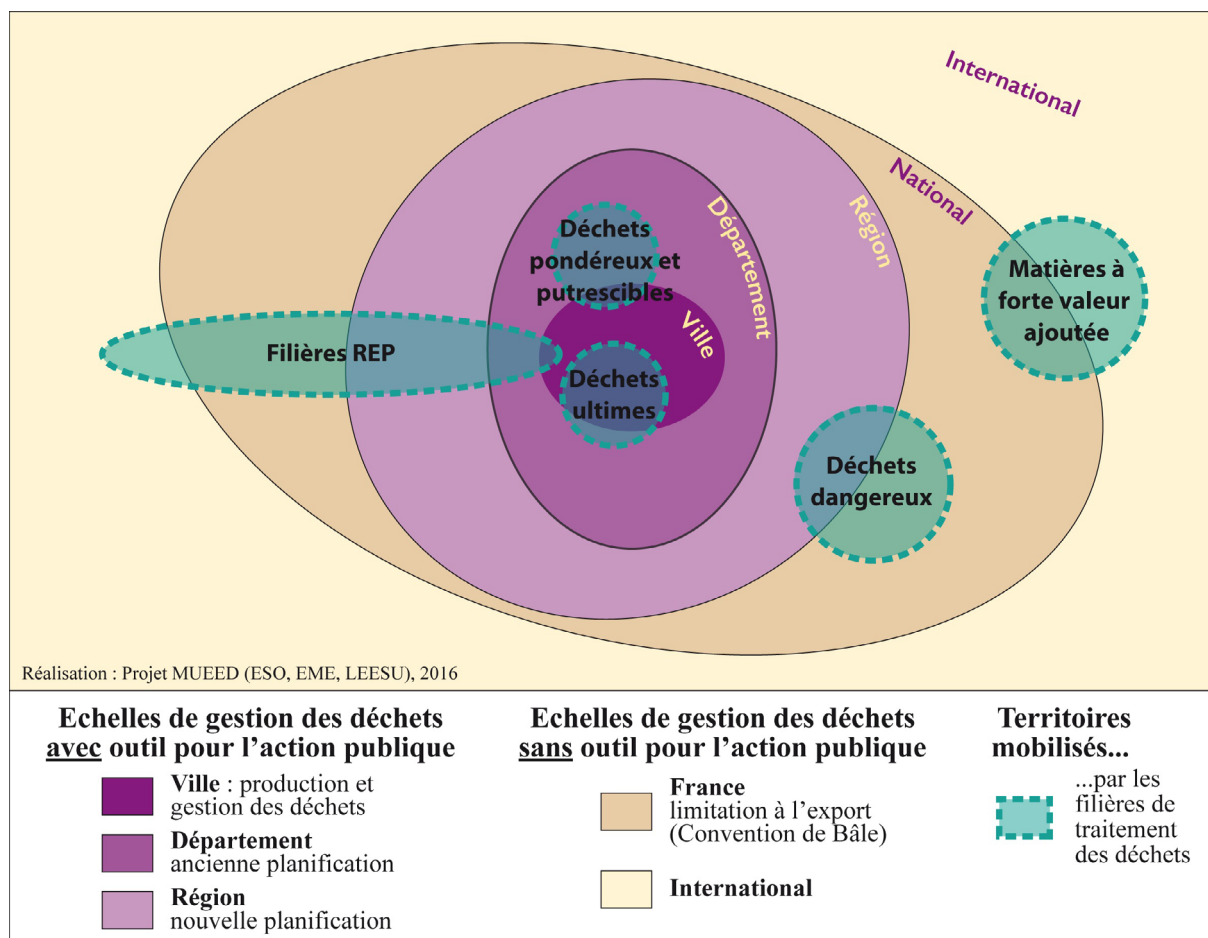 International
National
Région
Département
Ville
Déchets
pondéreux et
putrescibles
Matières à
forte valeur
ajoutée
Filières REP
Déchets
ultimes
Déchets
dangereux
Réalisation : Projet MUEED (ESO, EME, LEESU), 2016
Echelles de gestion des déchets
avec outil pour l’action publique
Ville : production et
gestion des déchets
Département
ancienne planification
Région
nouvelle planification
Echelles de gestion des déchets
sans outil pour l’action publique
France
limitation à l’export
(Convention de Bâle)
International
Territoires
mobilisés...
...par les
filières de
traitement
des déchets